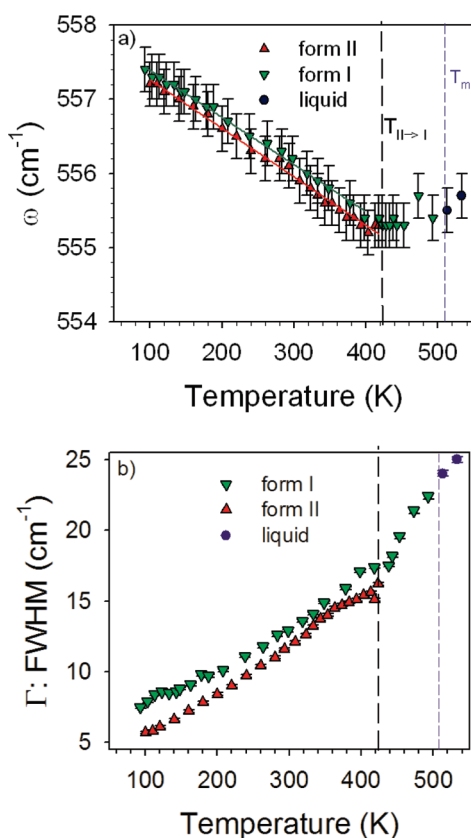 558
a)
form II
form I
liquid
557
556
555
554
ω (cm⁻¹)
T_II→I
T_m
100 200 300 400 500
Temperature (K)
25
b)
form I
form II
liquid
20
15
10
5
Γ: FWHM (cm⁻¹)
100 200 300 400 500
Temperature (K)